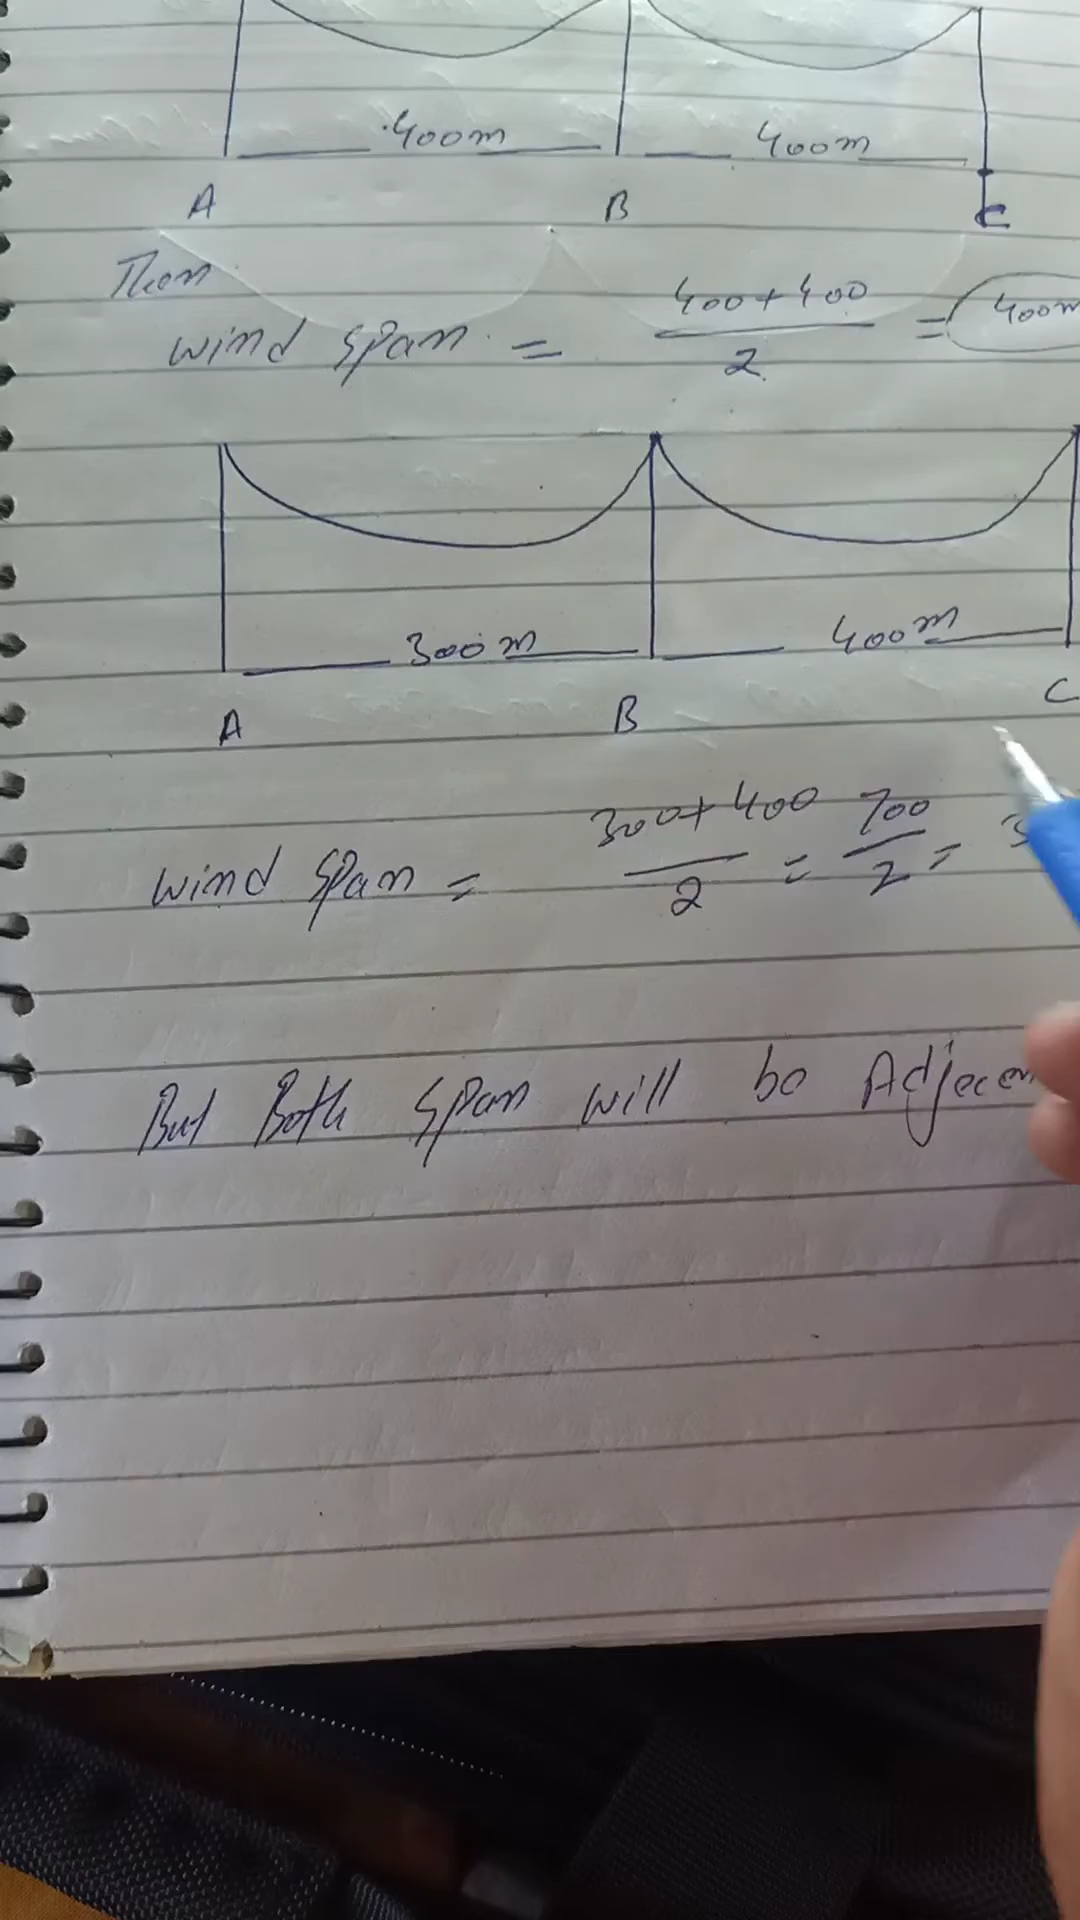 400m 400m
A B C
Then
Wind Span = 400+400 / 2 = 400m
300m 400m
A B C
Wind Span = 300+400 / 2 = 700 / 2 =
But Both Span will be Adjecen